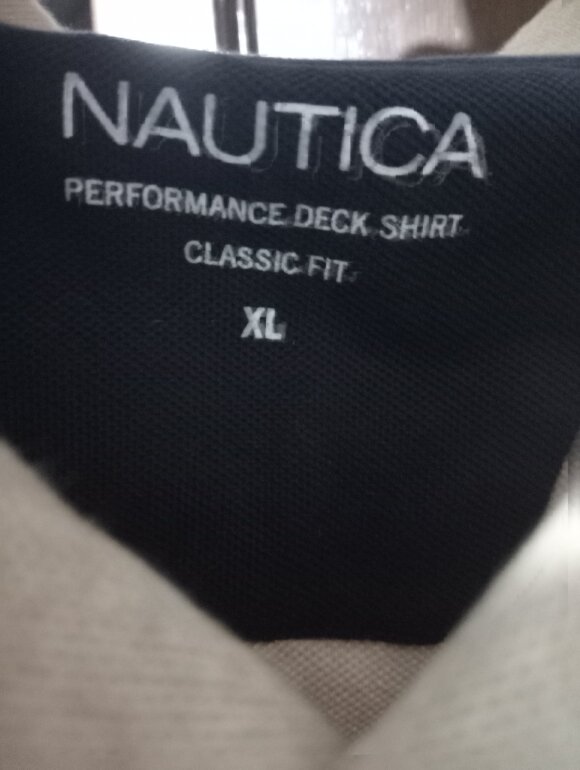 NAUTICA
PERFORMANCE DECK SHIRT
CLASSIC FIT
XL